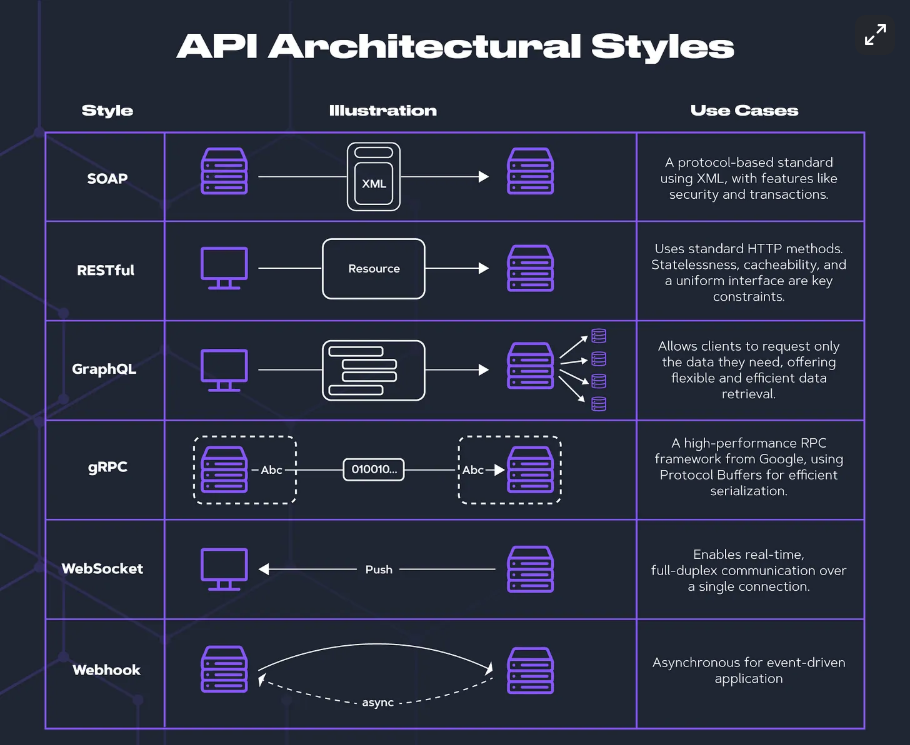 API Architectural Styles
Style
Illustration
Use Cases
SOAP
XML
A protocol-based standard
using XML, with features like
security and transactions.
RESTful
Resource
Uses standard HTTP methods.
Statelessness, cacheability, and
a uniform interface are key
constraints.
GraphQL
Allows clients to request only
the data they need, offering
flexible and efficient data
retrieval.
gRPC
Abc
010010...
Abc
A high-performance RPC
framework from Google, using
Protocol Buffers for efficient
serialization.
WebSocket
Push
Enables real-time,
full-duplex communication over
a single connection.
Webhook
async
Asynchronous for event-driven
application